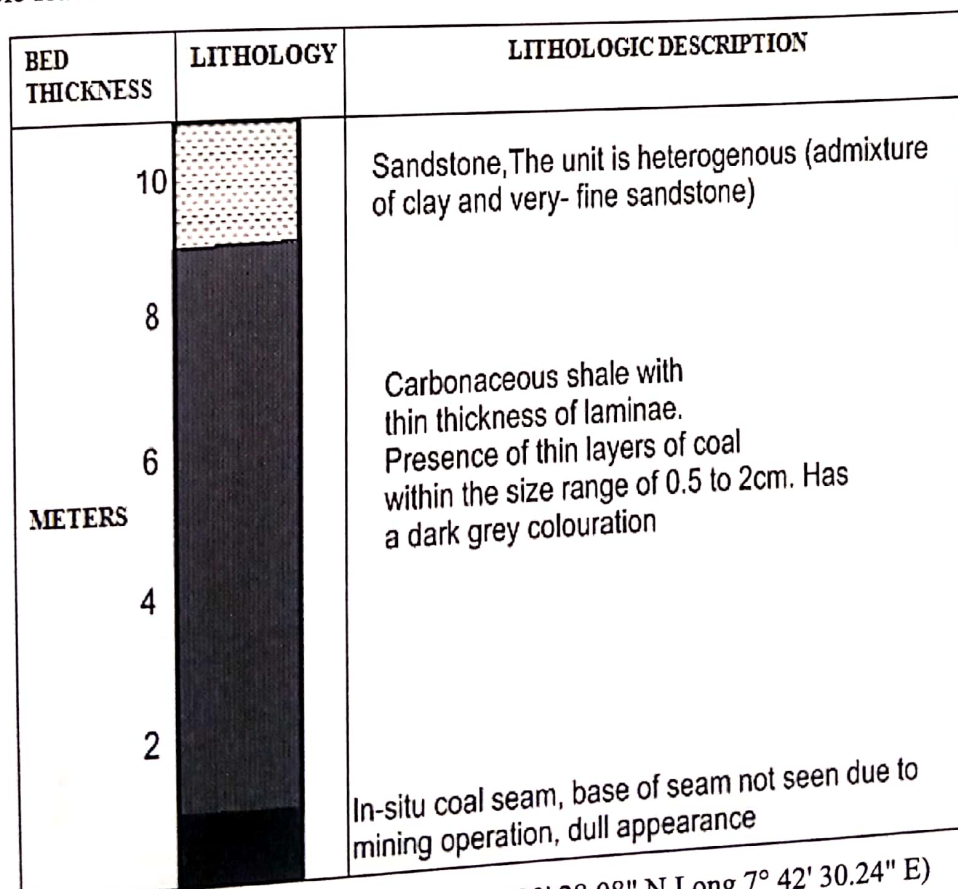 BED THICKNESS
LITHOLOGY
LITHOLOGIC DESCRIPTION
10
Sandstone,The unit is heterogenous (admixture
of clay and very- fine sandstone)
8
Carbonaceous shale with
thin thickness of laminae.
Presence of thin layers of coal
6
within the size range of 0.5 to 2cm. Has
a dark grey colouration
METERS
4
2
In-situ coal seam, base of seam not seen due to
mining operation, dull appearance
N Long 7° 42' 30.24" E)